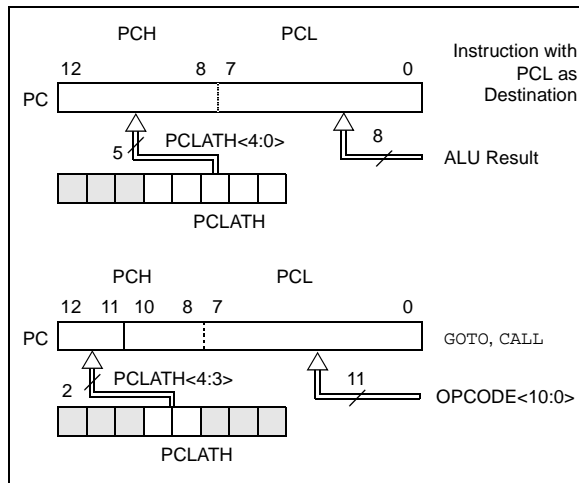 PCH PCL
12 8 7 0
Instruction with
PCL as
Destination
PC
5 PCLATH<4:0>
8
ALU Result
PCLATH
PCH PCL
12 11 10 8 7 0
PC
GOTO, CALL
2 PCLATH<4:3>
11
OPCODE<10:0>
PCLATH